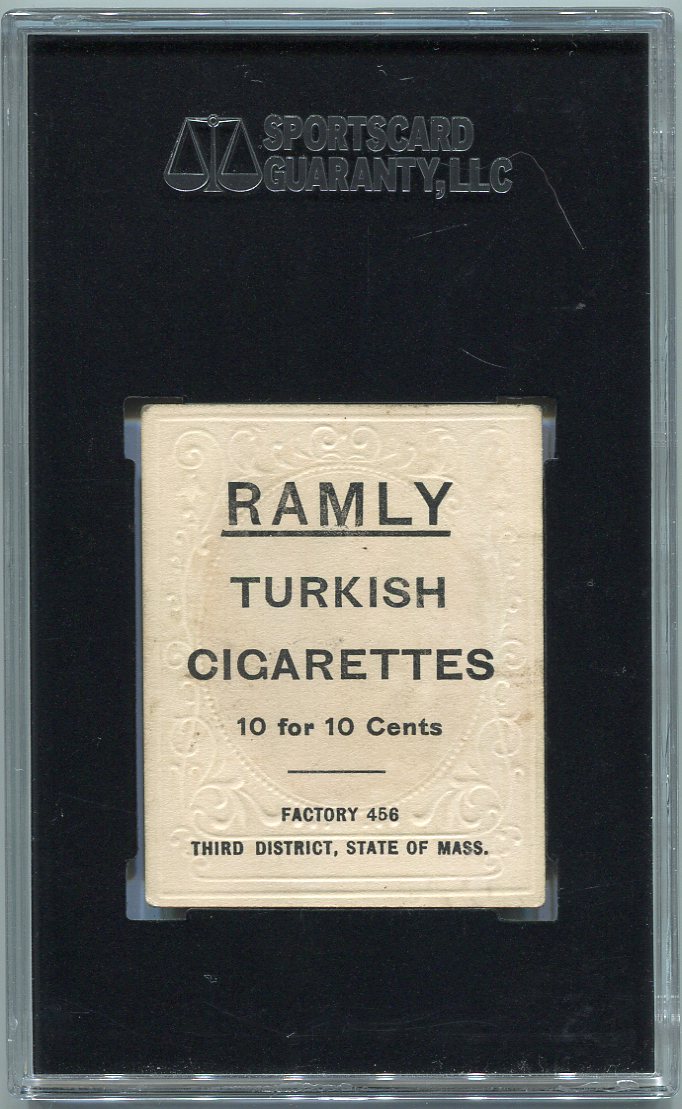 SPORTSCARD
GUARANTY, LLC
RAMLY
TURKISH
CIGARETTES
10 for 10 Cents
FACTORY 456
THIRD DISTRICT, STATE OF MASS.